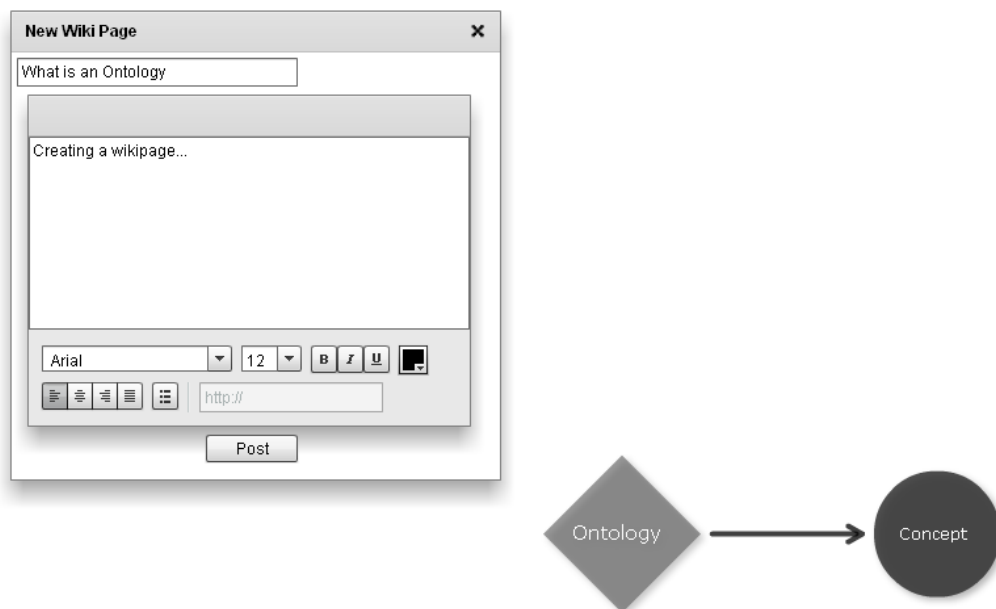 New Wiki Page
What is an Ontology
Creating a wikipage...
Arial
12
B I U
http://
Post
Ontology
Concept